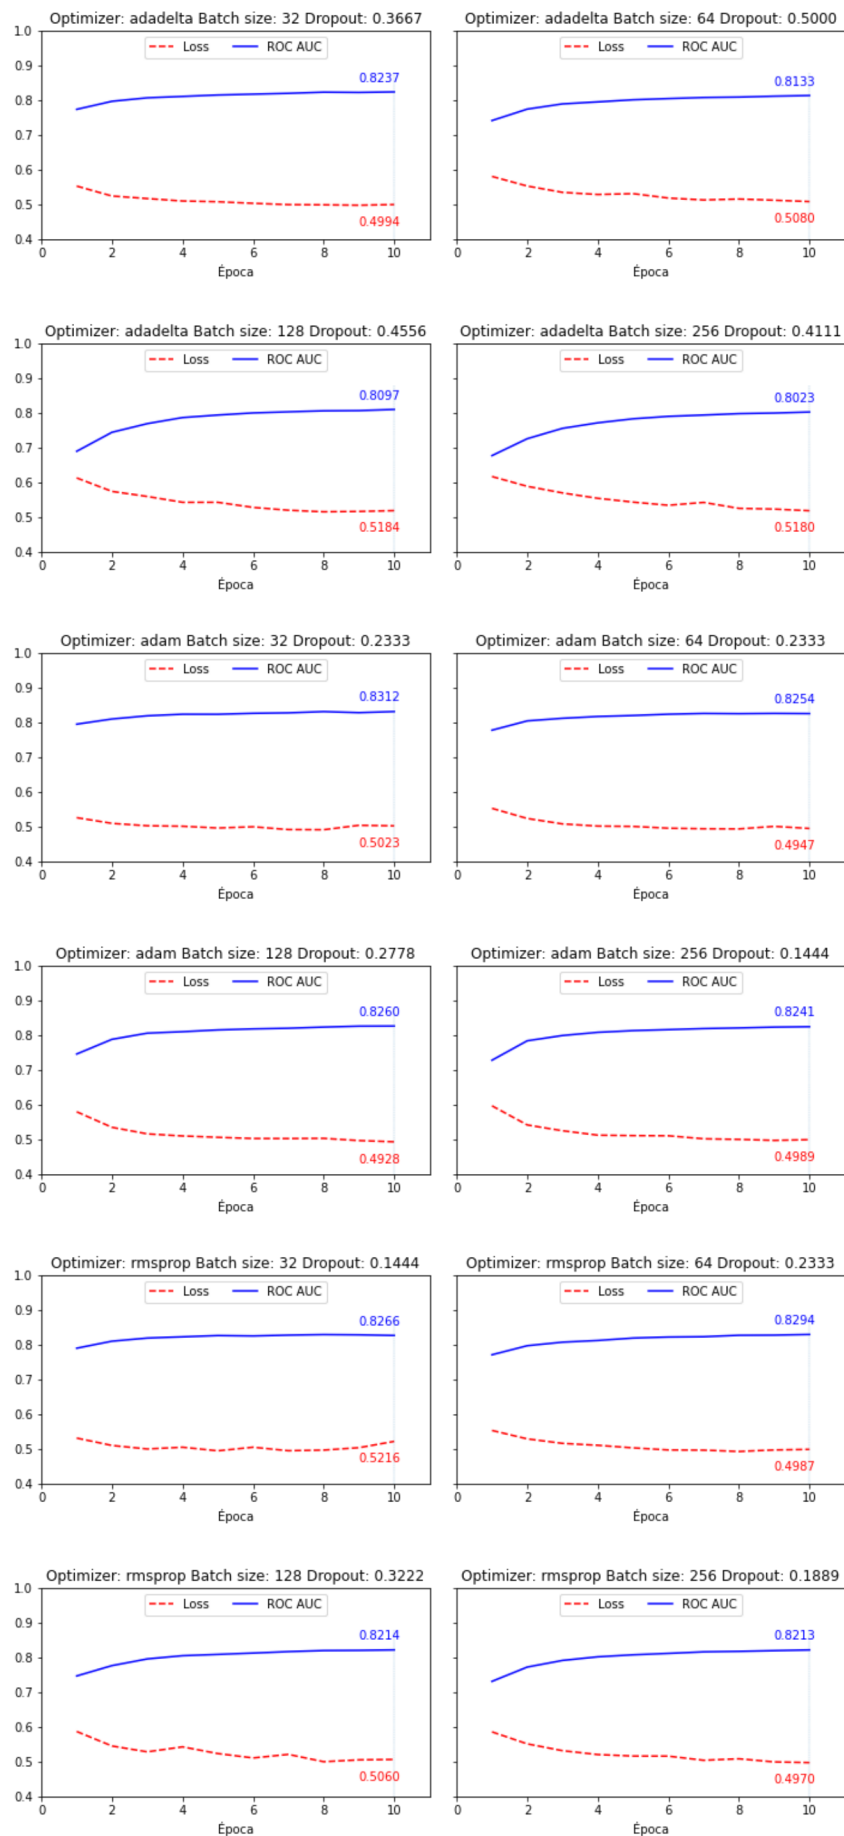 Optimizer: adadelta Batch size: 32 Dropout: 0.3667
Loss ROC AUC
0.8237
0.4994
1.0
0.9
0.8
0.7
0.6
0.5
0.4
0 2 4 6 8 10
Época
Optimizer: adadelta Batch size: 64 Dropout: 0.5000
Loss ROC AUC
0.8133
0.5080
0 2 4 6 8 10
Época
Optimizer: adadelta Batch size: 128 Dropout: 0.4556
Loss ROC AUC
0.8097
0.5184
1.0
0.9
0.8
0.7
0.6
0.5
0.4
0 2 4 6 8 10
Época
Optimizer: adadelta Batch size: 256 Dropout: 0.4111
Loss ROC AUC
0.8023
0.5180
0 2 4 6 8 10
Época
Optimizer: adam Batch size: 32 Dropout: 0.2333
Loss ROC AUC
0.8312
0.5023
1.0
0.9
0.8
0.7
0.6
0.5
0.4
0 2 4 6 8 10
Época
Optimizer: adam Batch size: 64 Dropout: 0.2333
Loss ROC AUC
0.8254
0.4947
0 2 4 6 8 10
Época
Optimizer: adam Batch size: 128 Dropout: 0.2778
Loss ROC AUC
0.8260
0.4928
1.0
0.9
0.8
0.7
0.6
0.5
0.4
0 2 4 6 8 10
Época
Optimizer: adam Batch size: 256 Dropout: 0.1444
Loss ROC AUC
0.8241
0.4989
0 2 4 6 8 10
Época
Optimizer: rmsprop Batch size: 32 Dropout: 0.1444
Loss ROC AUC
0.8266
0.5216
1.0
0.9
0.8
0.7
0.6
0.5
0.4
0 2 4 6 8 10
Época
Optimizer: rmsprop Batch size: 64 Dropout: 0.2333
Loss ROC AUC
0.8294
0.4987
0 2 4 6 8 10
Época
Optimizer: rmsprop Batch size: 128 Dropout: 0.3222
Loss ROC AUC
0.8214
0.5060
1.0
0.9
0.8
0.7
0.6
0.5
0.4
0 2 4 6 8 10
Época
Optimizer: rmsprop Batch size: 256 Dropout: 0.1889
Loss ROC AUC
0.8213
0.4970
0 2 4 6 8 10
Época